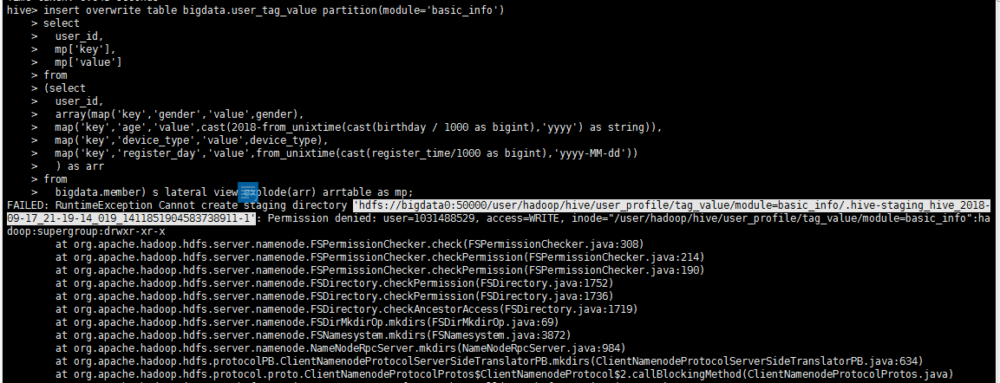 hive> insert overwrite table bigdata.user_tag_value partition(module='basic_info')
    > select
    >   user_id,
    >   mp['key'],
    >   mp['value']
    > from
    > (select
    >   user_id,
    >   array(map('key','gender','value',gender),
    >   map('key','age','value',cast(2018-from_unixtime(cast(birthday / 1000 as bigint),'yyyy') as string)),
    >   map('key','device_type','value',device_type),
    >   map('key','register_day','value',from_unixtime(cast(register_time/1000 as bigint),'yyyy-MM-dd'))
    >   ) as arr
    > from
    >   bigdata.member) s lateral view explode(arr) arrtable as mp;
FAILED: RuntimeException Cannot create staging directory 'hdfs://bigdata0:50000/user/hadoop/hive/user_profile/tag_value/module=basic_info/.hive-staging_hive_2018-
09-17_21-19-14_019_1411851904583738911-1': Permission denied: user=1031488529, access=WRITE, inode="/user/hadoop/hive/user_profile/tag_value/module=basic_info":ha
doop:supergroup:drwxr-xr-x
        at org.apache.hadoop.hdfs.server.namenode.FSPermissionChecker.check(FSPermissionChecker.java:308)
        at org.apache.hadoop.hdfs.server.namenode.FSPermissionChecker.checkPermission(FSPermissionChecker.java:214)
        at org.apache.hadoop.hdfs.server.namenode.FSPermissionChecker.checkPermission(FSPermissionChecker.java:190)
        at org.apache.hadoop.hdfs.server.namenode.FSDirectory.checkPermission(FSDirectory.java:1752)
        at org.apache.hadoop.hdfs.server.namenode.FSDirectory.checkPermission(FSDirectory.java:1736)
        at org.apache.hadoop.hdfs.server.namenode.FSDirectory.checkAncestorAccess(FSDirectory.java:1719)
        at org.apache.hadoop.hdfs.server.namenode.FSDirMkdirOp.mkdirs(FSDirMkdirOp.java:69)
        at org.apache.hadoop.hdfs.server.namenode.FSNamesystem.mkdirs(FSNamesystem.java:3872)
        at org.apache.hadoop.hdfs.server.namenode.NameNodeRpcServer.mkdirs(NameNodeRpcServer.java:984)
        at org.apache.hadoop.hdfs.protocolPB.ClientNamenodeProtocolServerSideTranslatorPB.mkdirs(ClientNamenodeProtocolServerSideTranslatorPB.java:634)
        at org.apache.hadoop.hdfs.protocol.proto.ClientNamenodeProtocolProtos$ClientNamenodeProtocol$2.callBlockingMethod(ClientNamenodeProtocolProtos.java)